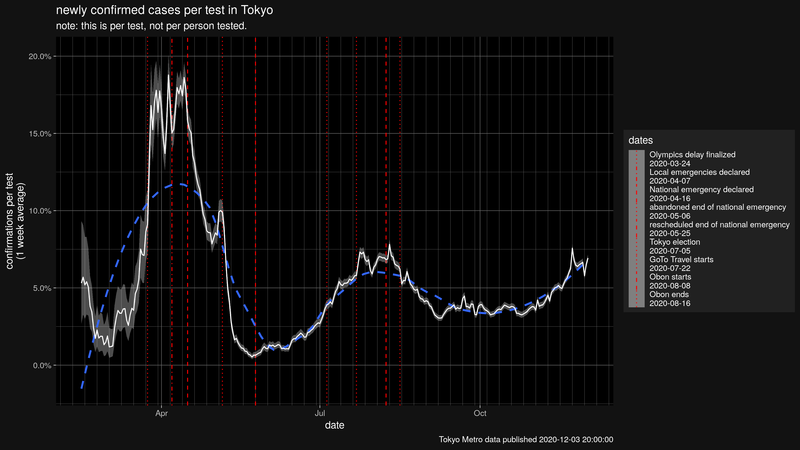 newly confirmed cases per test in Tokyo
note: this is per test, not per person tested.
20.0%
15.0%
10.0%
5.0%
0.0%
confirmations per test
(1 week average)
Apr
Jul
Oct
date
dates
Olympics delay finalized
2020-03-24
Local emergencies declared
2020-04-07
National emergency declared
2020-04-16
abandoned end of national emergency
2020-05-06
rescheduled end of national emergency
2020-05-25
Tokyo election
2020-07-05
GoTo Travel starts
2020-07-22
Obon starts
2020-08-08
Obon ends
2020-08-16
Tokyo Metro data published 2020-12-03 20:00:00